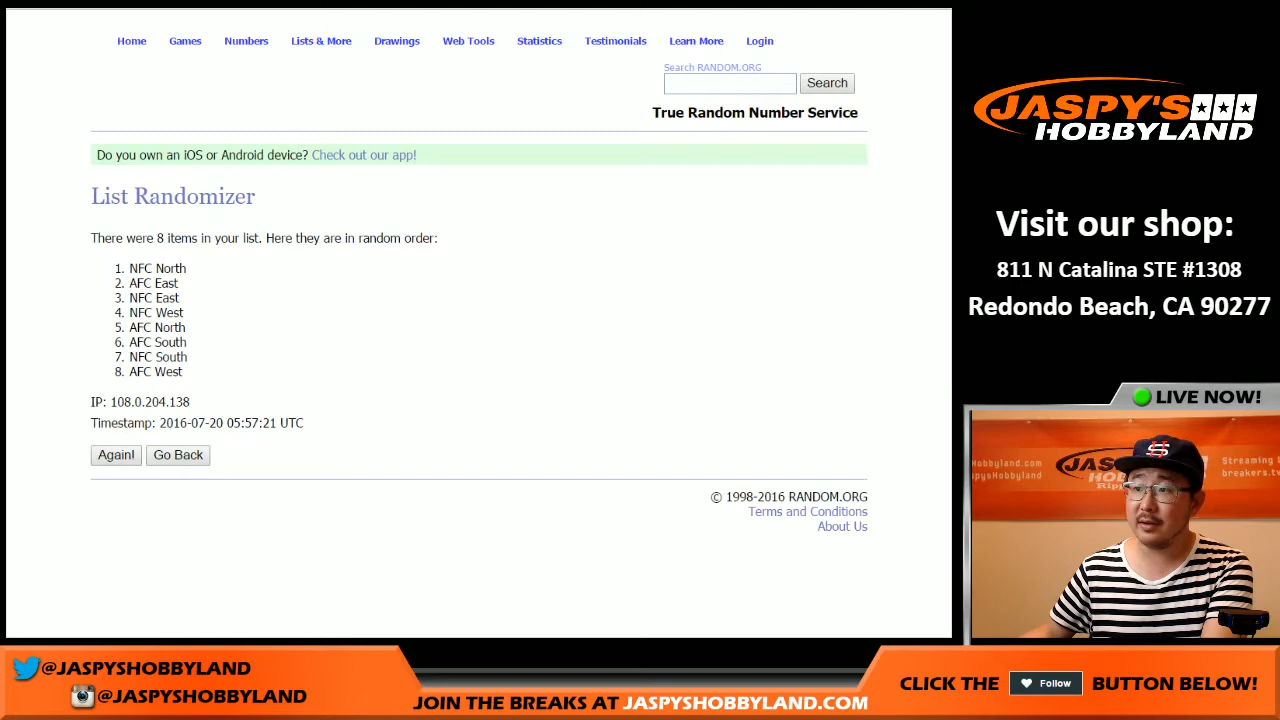 Home Games Numbers Lists & More Drawings Web Tools Statistics Testimonials Learn More Login
Search RANDOM.ORG
Search
True Random Number Service
Do you own an iOS or Android device? Check out our app!
List Randomizer
There were 8 items in your list. Here they are in random order:
1. NFC North
2. AFC East
3. NFC East
4. NFC West
5. AFC North
6. AFC South
7. NFC South
8. AFC West
IP: 108.0.204.138
Timestamp: 2016-07-20 05:57:21 UTC
Again! Go Back
© 1998-2016 RANDOM.ORG
Terms and Conditions
About Us
JASPY'S
HOBBYLAND
Visit our shop:
811 N Catalina STE #1308
Redondo Beach, CA 90277
LIVE NOW!
Streaming
breakers.tv
@JASPYSHOBBYLAND
@JASPYSHOBBYLAND
JOIN THE BREAKS AT JASPYSHOBBYLAND.COM
CLICK THE Follow BUTTON BELOW!